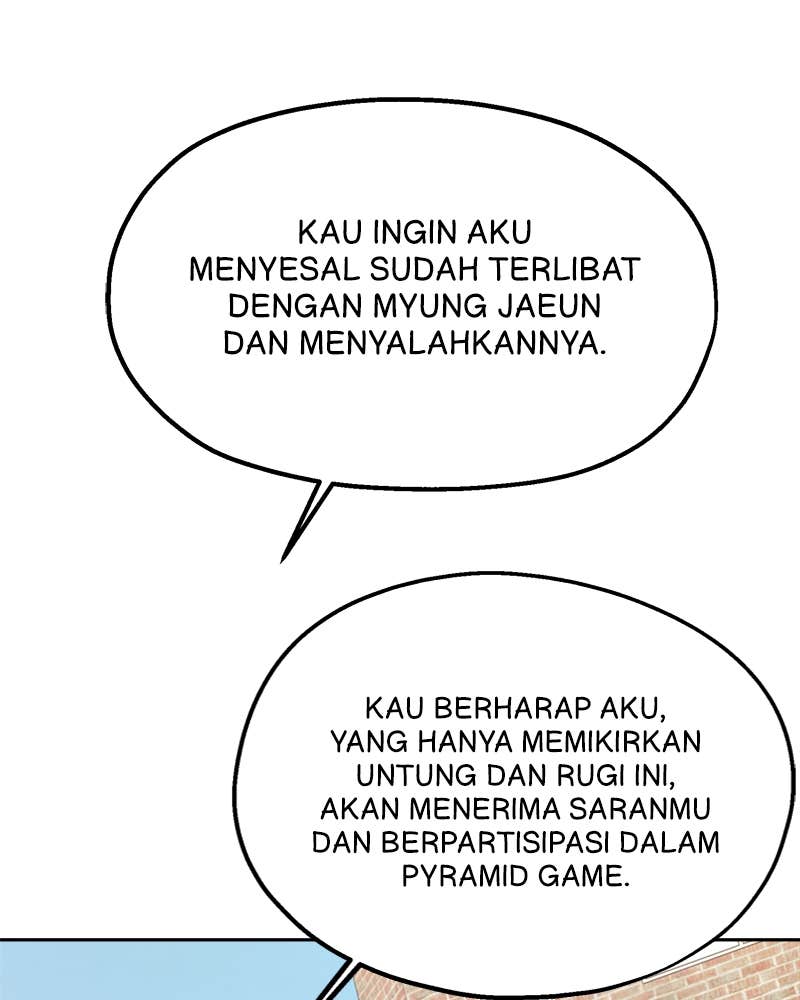 KAU INGIN AKU
MENYESAL SUDAH TERLIBAT
DENGAN MYUNG JAEUN
DAN MENYALAHKANNYA.
KAU BERHARAP AKU,
YANG HANYA MEMIKIRKAN
UNTUNG DAN RUGI INI,
AKAN MENERIMA SARANMU
DAN BERPARTISIPASI DALAM
PYRAMID GAME.